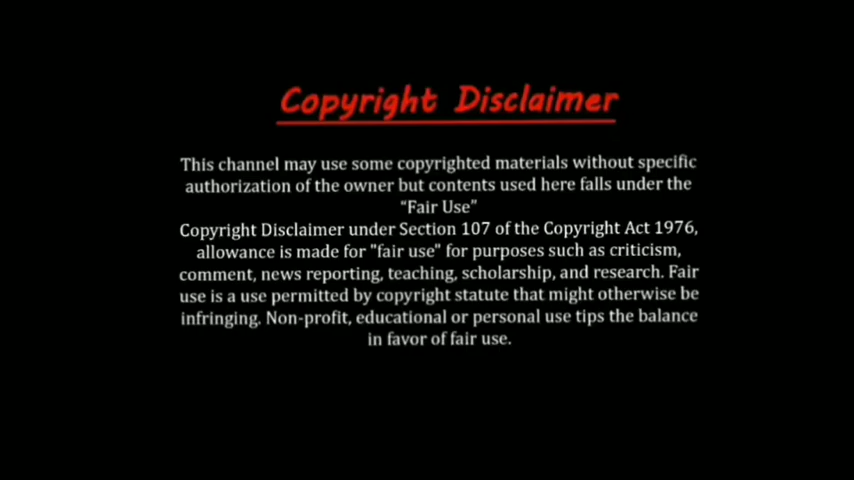 Copyright Disclaimer
This channel may use some copyrighted materials without specific
authorization of the owner but contents used here falls under the
“Fair Use”
Copyright Disclaimer under Section 107 of the Copyright Act 1976,
allowance is made for "fair use" for purposes such as criticism,
comment, news reporting, teaching, scholarship, and research. Fair
use is a use permitted by copyright statute that might otherwise be
infringing. Non-profit, educational or personal use tips the balance
in favor of fair use.